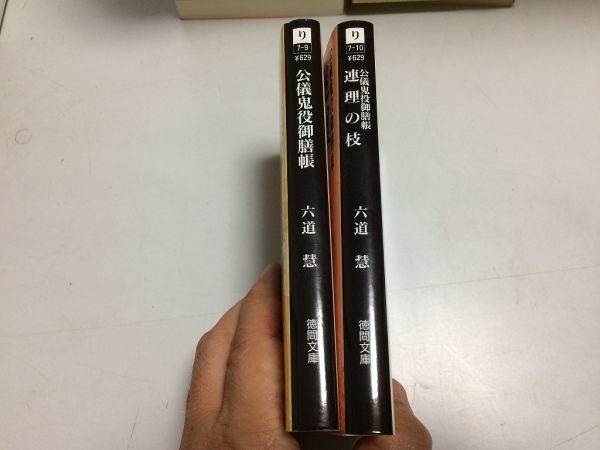 り
7-9
¥629
公儀鬼役御膳帳
六道 慧
徳間文庫
り
7-10
¥629
公儀鬼役御膳帳
連理の枝
六道 慧
徳間文庫